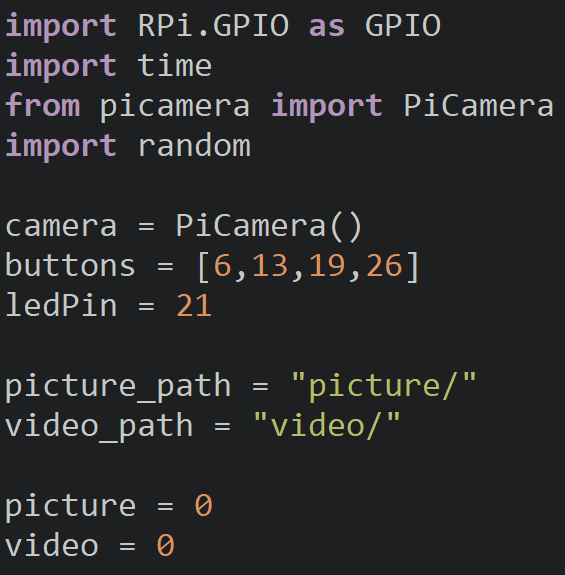 import RPi.GPIO as GPIO
import time
from picamera import PiCamera
import random
camera = PiCamera()
buttons = [6,13,19,26]
ledPin = 21
picture_path = "picture/"
video_path = "video/"
picture = 0
video = 0